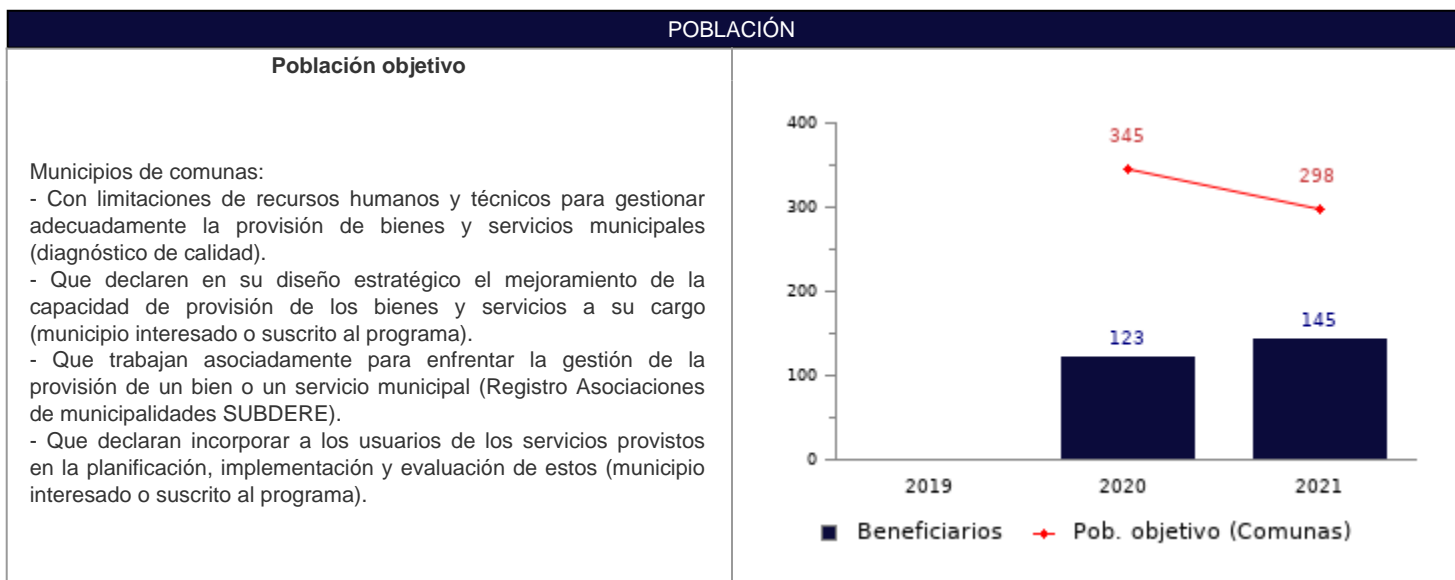 POBLACIÓN
Población objetivo
Municipios de comunas:
- Con limitaciones de recursos humanos y técnicos para gestionar
adecuadamente la provisión de bienes y servicios municipales
(diagnóstico de calidad).
- Que declaren en su diseño estratégico el mejoramiento de la
capacidad de provisión de los bienes y servicios a su cargo
(municipio interesado o suscrito al programa).
- Que trabajan asociadamente para enfrentar la gestión de la
provisión de un bien o un servicio municipal (Registro Asociaciones
de municipalidades SUBDERE).
- Que declaran incorporar a los usuarios de los servicios provistos
en la planificación, implementación y evaluación de estos (municipio
interesado o suscrito al programa).
400
300
200
100
0
345
298
123
145
2019 2020 2021
Beneficiarios Pob. objetivo (Comunas)